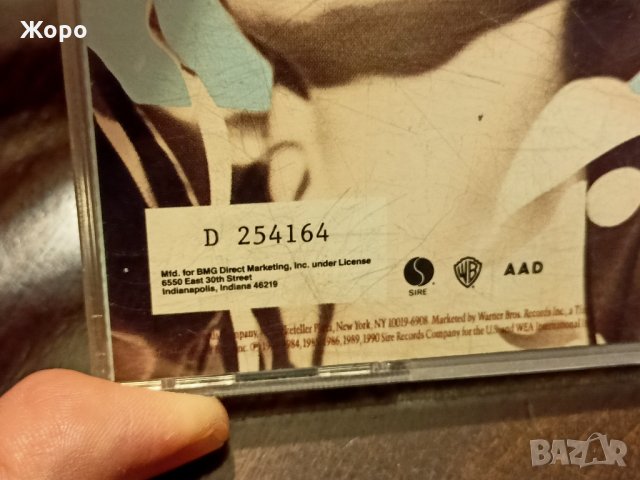 Жоро
D 254164
Mfd. for BMG Direct Marketing, Inc. under License
6550 East 30th Street
Indianapolis, Indiana 46219
SIRE
WB
AAD
Plaza, New York, NY 10019-6908. Marketed by Warner Bros. Records Inc., a
1984, 1986, 1989, 1990 Sire Records Company for the U.S. and WEA International
BAZAR